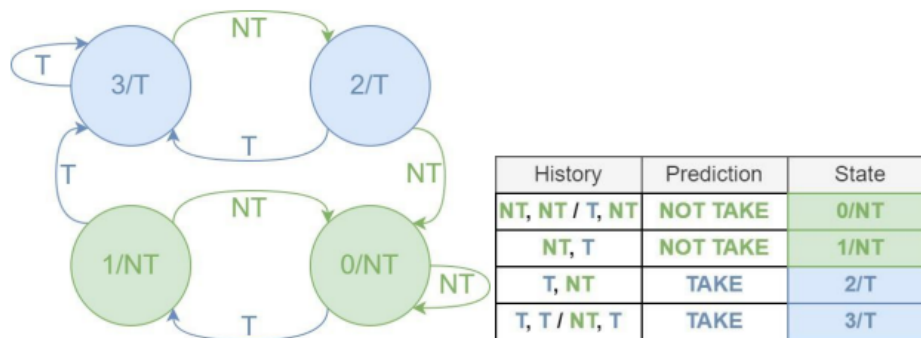 NT
T
3/T
2/T
T
T
NT
NT
1/NT
0/NT
NT
T
History Prediction State
NT, NT / T, NT NOT TAKE 0/NT
NT, T NOT TAKE 1/NT
T, NT TAKE 2/T
T, T / NT, T TAKE 3/T